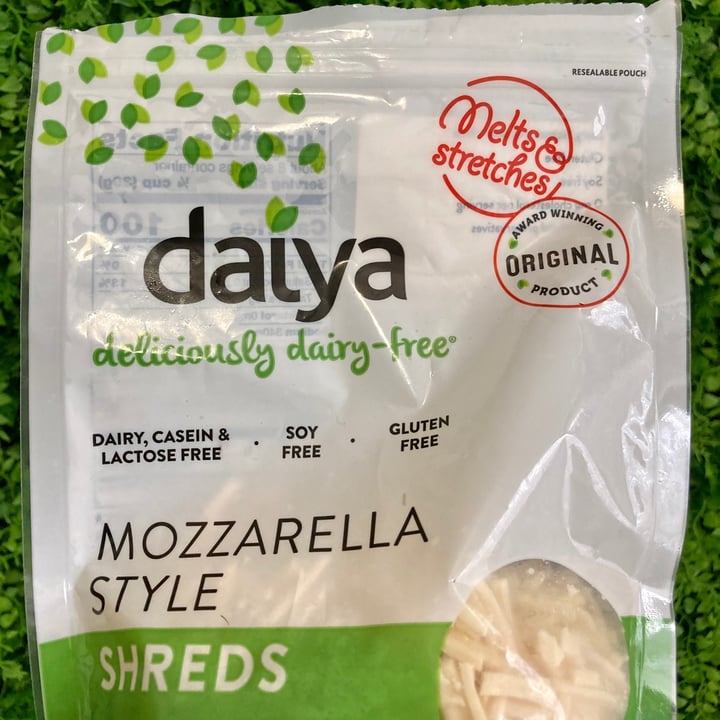 RESEALABLE POUCH
Melts &
stretches
AWARD WINNING
ORIGINAL
PRODUCT
daiya
deliciously dairy-free®
DAIRY, CASEIN &
LACTOSE FREE
·
SOY
FREE
·
GLUTEN
FREE
MOZZARELLA
STYLE
SHREDS